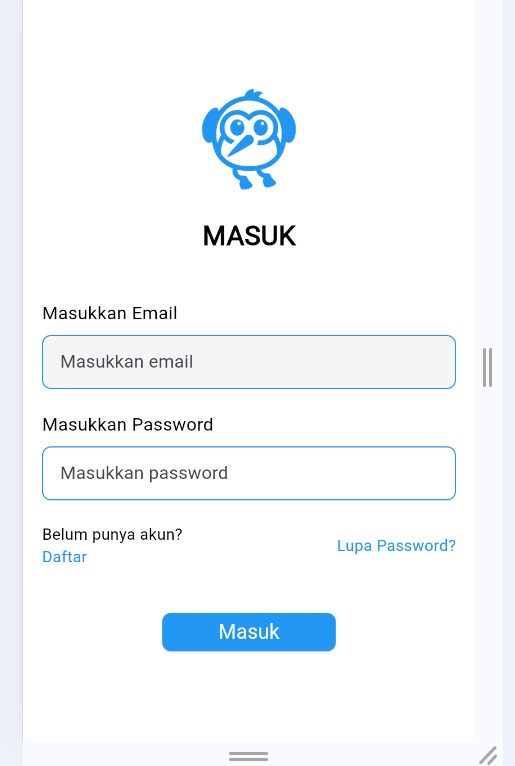 MASUK
Masukkan Email
Masukkan email
Masukkan Password
Masukkan password
Belum punya akun?
Daftar
Lupa Password?
Masuk